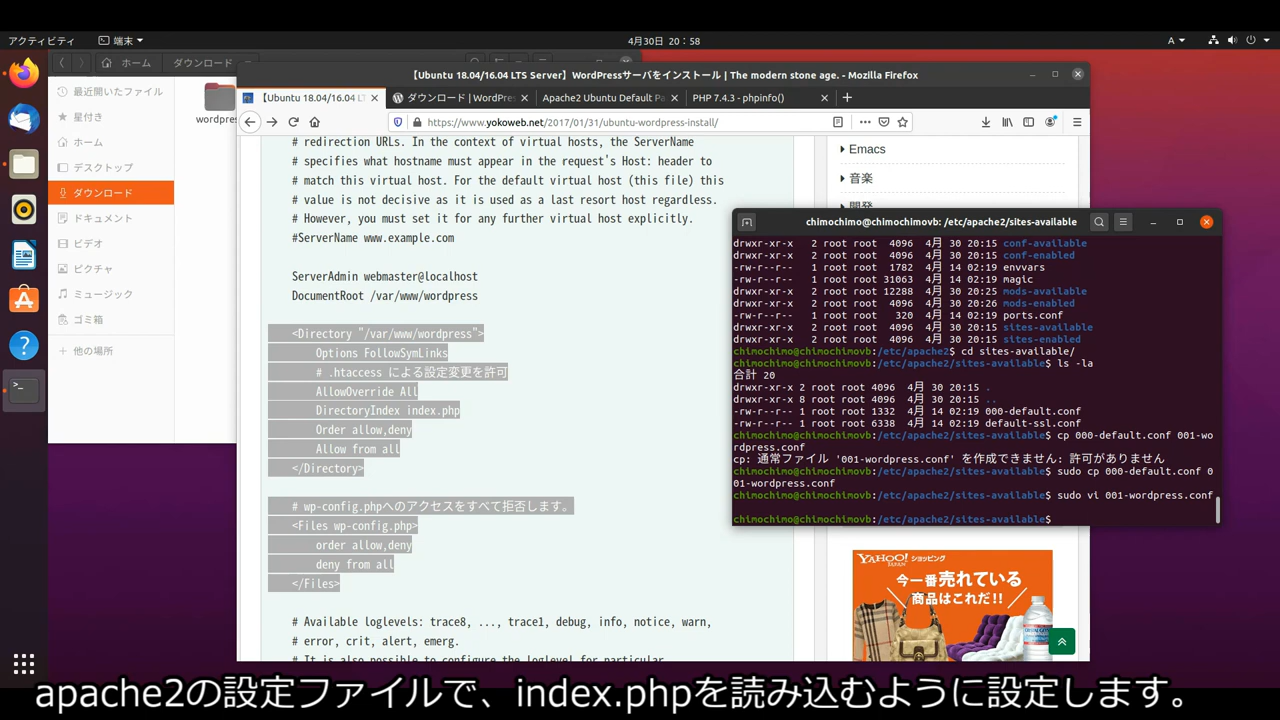 アクティビティ
端末
4月30日 20:58
A
ホーム
ダウンロード
最近開いたファイル
星付き
ホーム
デスクトップ
ダウンロード
ドキュメント
ビデオ
ピクチャ
ミュージック
ゴミ箱
他の場所
wordpres
【Ubuntu 18.04/16.04 LTS Server】WordPressサーバをインストール | The modern stone age. - Mozilla Firefox
【Ubuntu 18.04/16.04 L
ダウンロード | WordPres
Apache2 Ubuntu Default Pa
PHP 7.4.3 - phpinfo()
https://www.yokoweb.net/2017/01/31/ubuntu-wordpress-install/
# redirection URLs. In the context of virtual hosts, the ServerName
# specifies what hostname must appear in the request's Host: header to
# match this virtual host. For the default virtual host (this file) this
# value is not decisive as it is used as a last resort host regardless.
# However, you must set it for any further virtual host explicitly.
#ServerName www.example.com
ServerAdmin webmaster@localhost
DocumentRoot /var/www/wordpress
<Directory "/var/www/wordpress">
Options FollowSymLinks
# .htaccess による設定変更を許可
AllowOverride All
DirectoryIndex index.php
Order allow,deny
Allow from all
</Directory>
# wp-config.phpへのアクセスをすべて拒否します。
<Files wp-config.php>
order allow,deny
deny from all
</Files>
# Available loglevels: trace8, ..., trace1, debug, info, notice, warn,
# error, crit, alert, emerg.
# It is also possible to configure the loglevel for particular
Emacs
音楽
開発
chimochimo@chimochimovb: /etc/apache2/sites-available
drwxr-xr-x 2 root root 4096 4月 30 20:15 conf-available
drwxr-xr-x 2 root root 4096 4月 30 20:15 conf-enabled
-rw-r--r-- 1 root root 1782 4月 14 02:19 envvars
-rw-r--r-- 1 root root 31063 4月 14 02:19 magic
drwxr-xr-x 2 root root 12288 4月 30 20:25 mods-available
drwxr-xr-x 2 root root 4096 4月 30 20:26 mods-enabled
-rw-r--r-- 1 root root 320 4月 14 02:19 ports.conf
drwxr-xr-x 2 root root 4096 4月 30 20:15 sites-available
drwxr-xr-x 2 root root 4096 4月 30 20:15 sites-enabled
chimochimo@chimochimovb:/etc/apache2$ cd sites-available/
chimochimo@chimochimovb:/etc/apache2/sites-available$ ls -la
合計 20
drwxr-xr-x 2 root root 4096 4月 30 20:15 .
drwxr-xr-x 8 root root 4096 4月 30 20:15 ..
-rw-r--r-- 1 root root 1332 4月 14 02:19 000-default.conf
-rw-r--r-- 1 root root 6338 4月 14 02:19 default-ssl.conf
chimochimo@chimochimovb:/etc/apache2/sites-available$ cp 000-default.conf 001-wo
rdpress.conf
cp: 通常ファイル '001-wordpress.conf' を作成できません: 許可がありません
chimochimo@chimochimovb:/etc/apache2/sites-available$ sudo cp 000-default.conf 0
01-wordpress.conf
chimochimo@chimochimovb:/etc/apache2/sites-available$ sudo vi 001-wordpress.conf
chimochimo@chimochimovb:/etc/apache2/sites-available$
YAHOO! JAPAN ショッピング
今一番売れている
商品はこれだ!!
apache2の設定ファイルで、index.phpを読み込むように設定します。